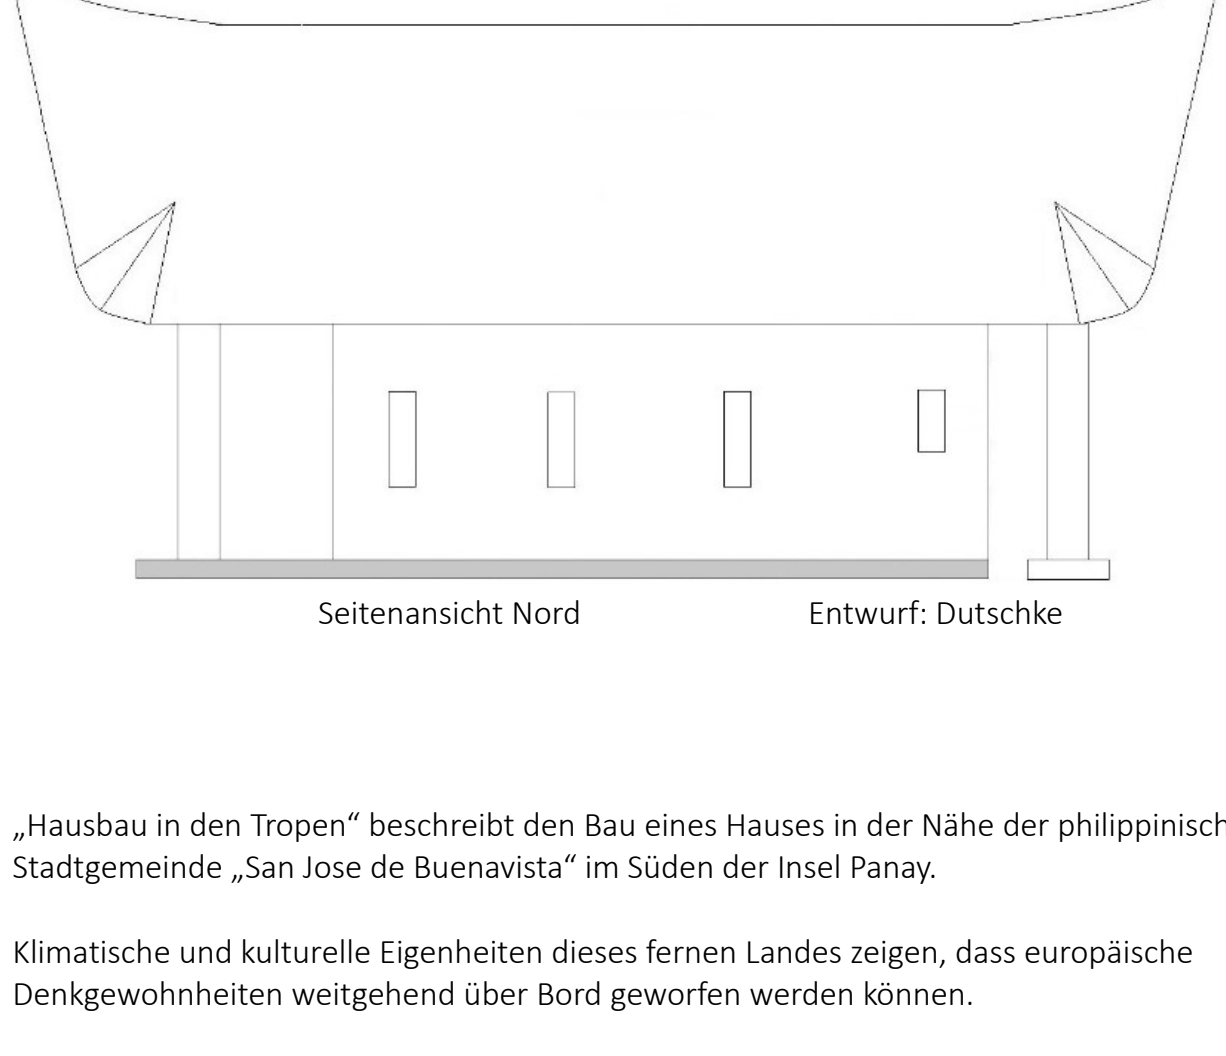 Seitenansicht Nord Entwurf: Dutschke
„Hausbau in den Tropen“ beschreibt den Bau eines Hauses in der Nähe der philippinisch
Stadtgemeinde „San Jose de Buenavista“ im Süden der Insel Panay.
Klimatische und kulturelle Eigenheiten dieses fernen Landes zeigen, dass europäische
Denkgewohnheiten weitgehend über Bord geworfen werden können.